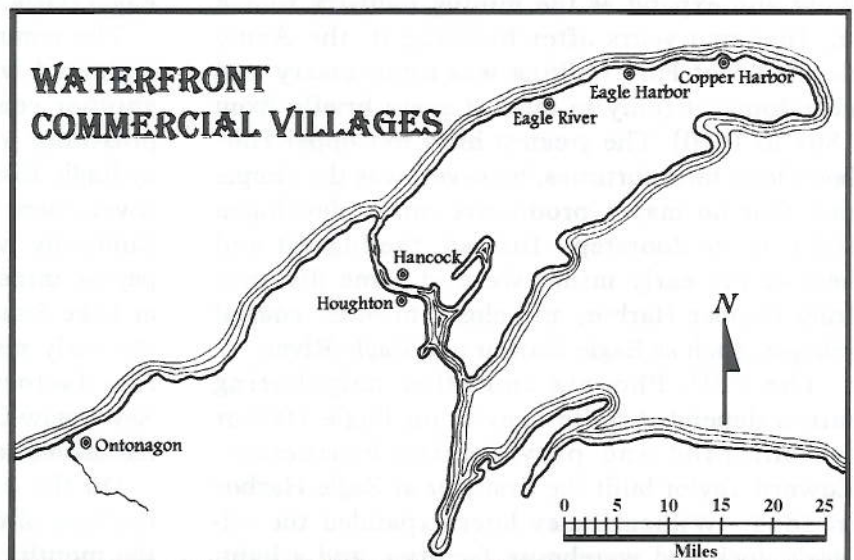 WATERFRONT
COMMERCIAL VILLAGES
Copper Harbor
Eagle Harbor
Eagle River
Hancock
Houghton
N
Ontonagon
0 5 10 15 20 25
Miles